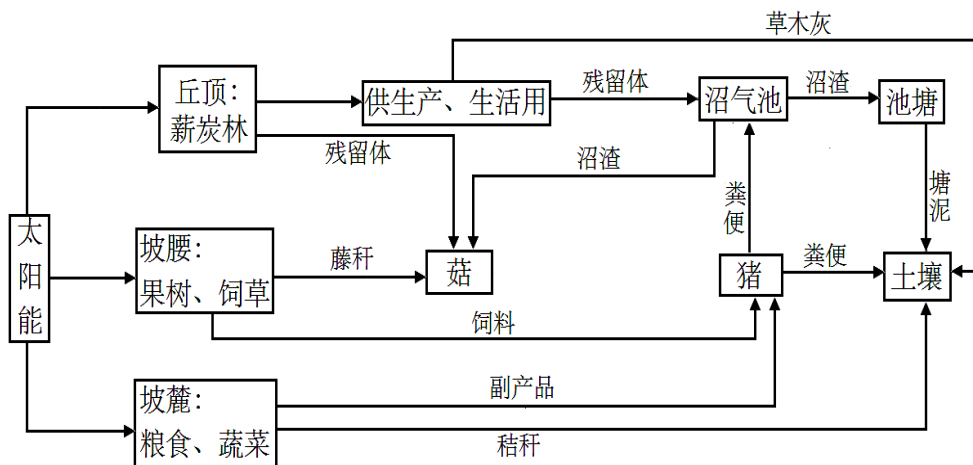 草木灰
丘顶：
薪炭林
供生产、生活用
残留体
沼气池
沼渣
池塘
残留体
沼渣
粪便
塘泥
太阳能
坡腰：
果树、饲草
藤秆
菇
猪
粪便
土壤
饲料
坡麓：
粮食、蔬菜
副产品
秸秆